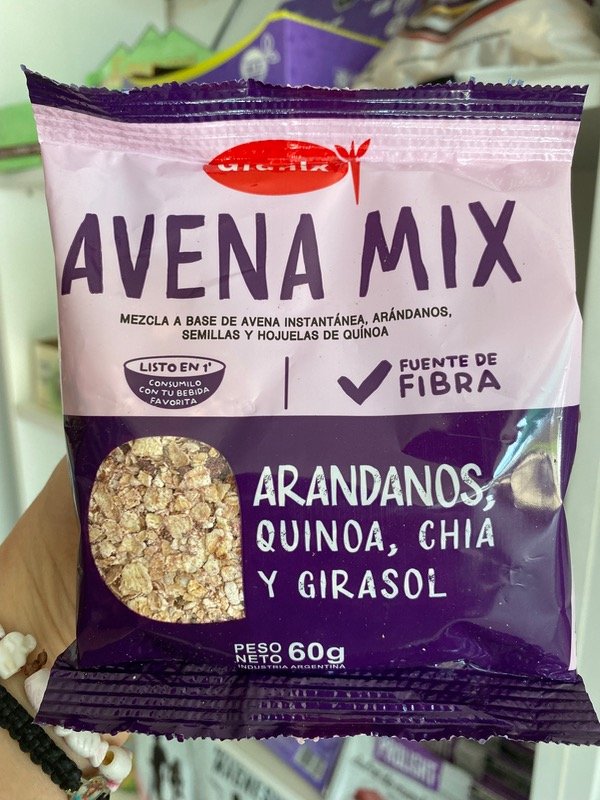 AVENA MIX
MEZCLA A BASE DE AVENA INSTANTÁNEA, ARÁNDANOS,
SEMILLAS Y HOJUELAS DE QUÍNOA
LISTO EN 1'
CONSUMILO
CON TU BEBIDA
FAVORITA
FUENTE DE
FIBRA
ARANDANOS,
QUINOA, CHIA
Y GIRASOL
PESO
NETO 60g
INDUSTRIA ARGENTINA